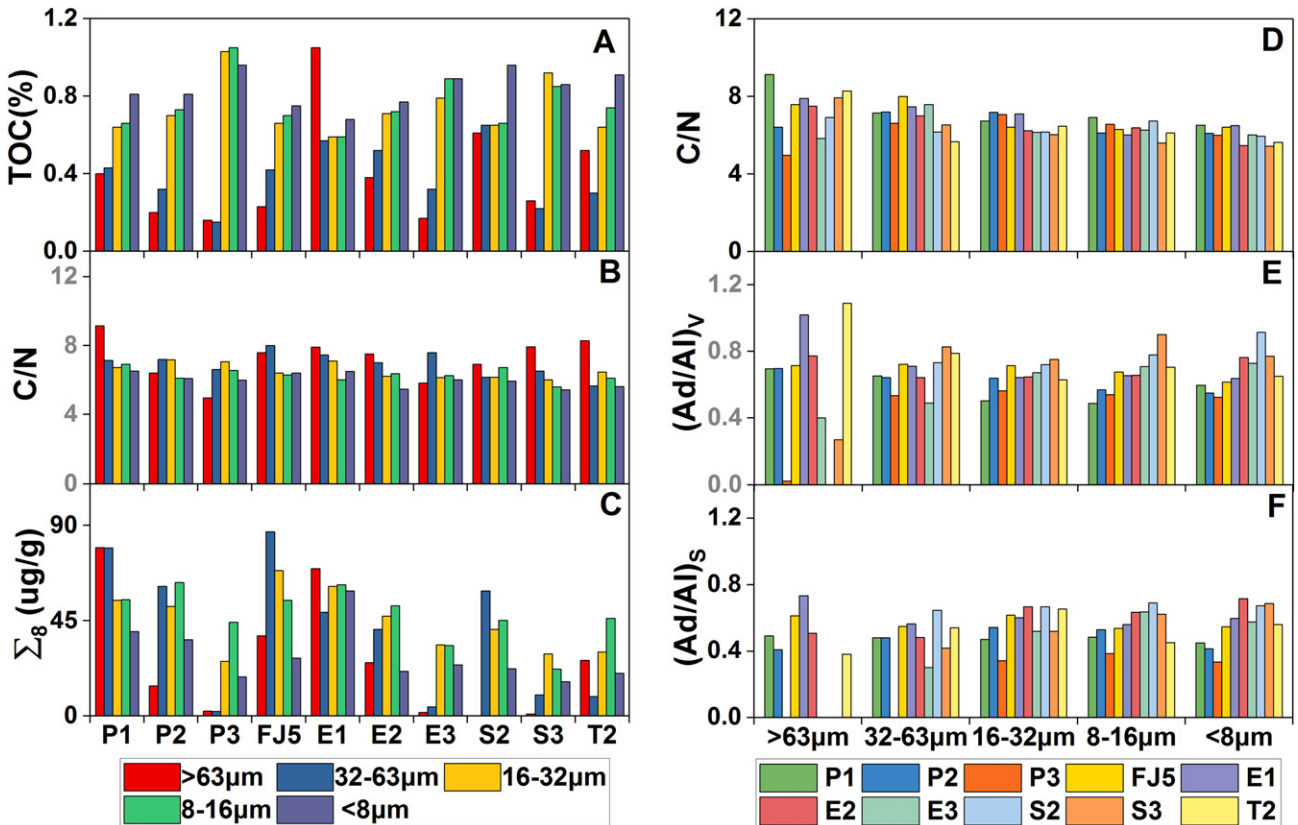 A
TOC(%)
1.2
0.8
0.4
0.0
B
C/N
12
8
4
0
C
Σ8 (ug/g)
90
45
0
P1 P2 P3 FJ5 E1 E2 E3 S2 S3 T2
>63μm 32-63μm 16-32μm
8-16μm <8μm
D
C/N
12
8
4
0
E
(Ad/Al)V
1.2
0.8
0.4
0.0
F
(Ad/Al)S
1.2
0.8
0.4
0.0
>63μm 32-63μm 16-32μm 8-16μm <8μm
P1 P2 P3 FJ5 E1
E2 E3 S2 S3 T2